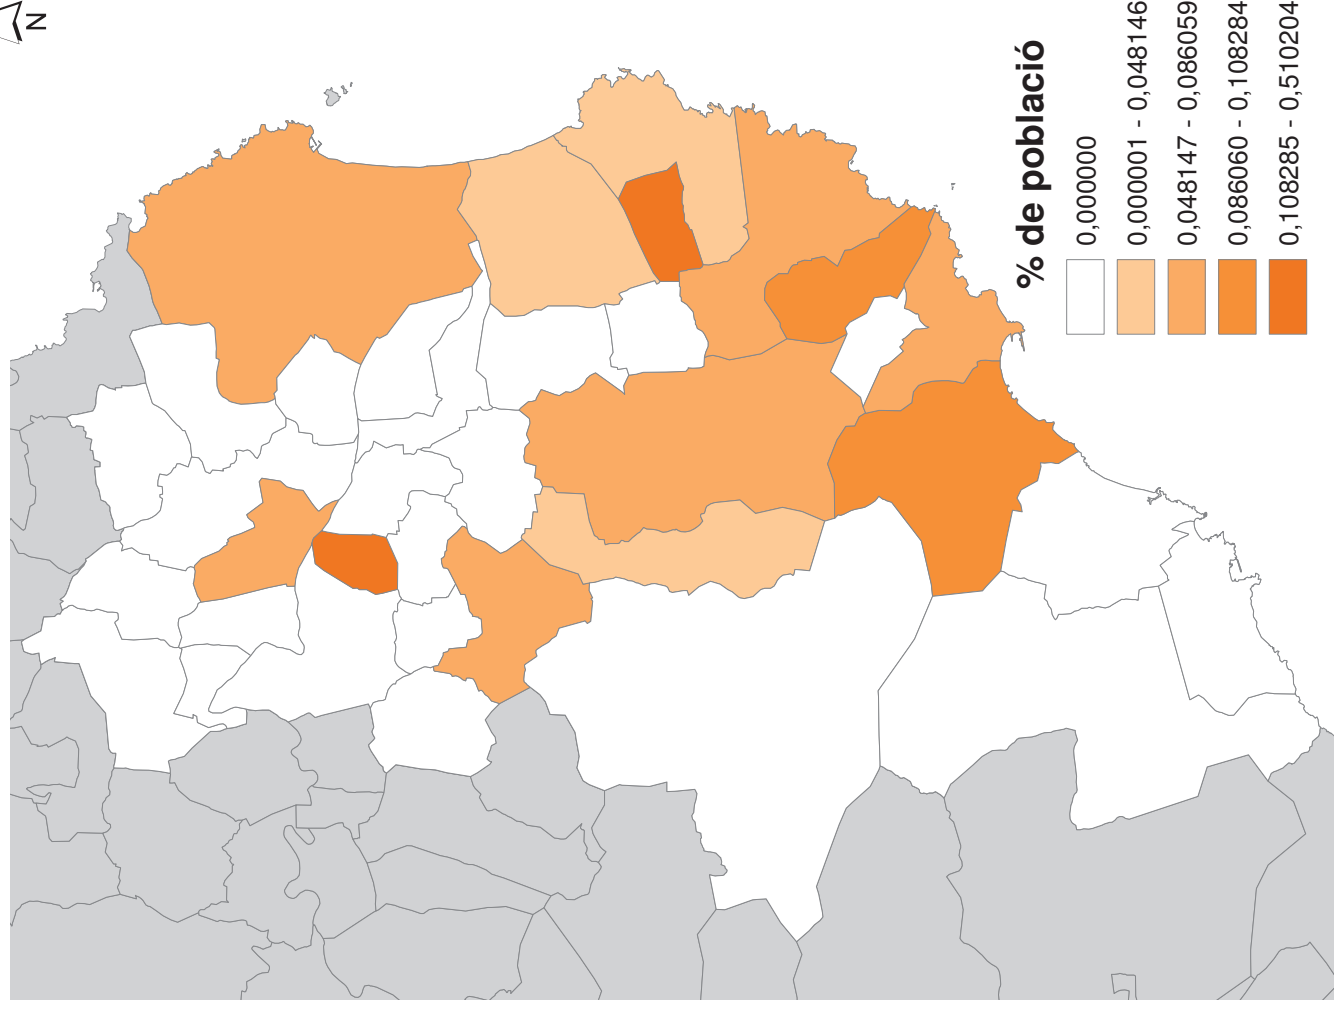 N
% de població
0,000000
0,000001 - 0,048146
0,048147 - 0,086059
0,086060 - 0,108284
0,108285 - 0,510204